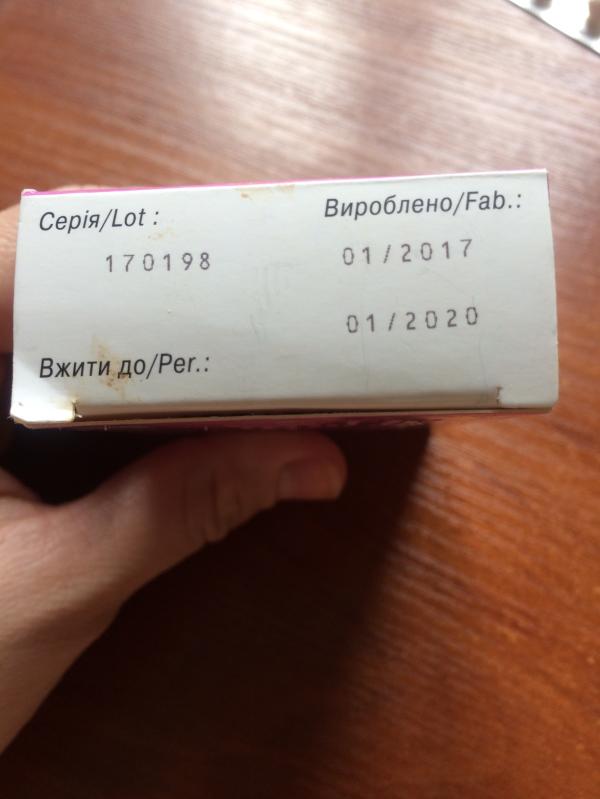 Серія/Lot :
Вироблено/Fab.:
170198
01/2017
01/2020
Вжити до/Per.: